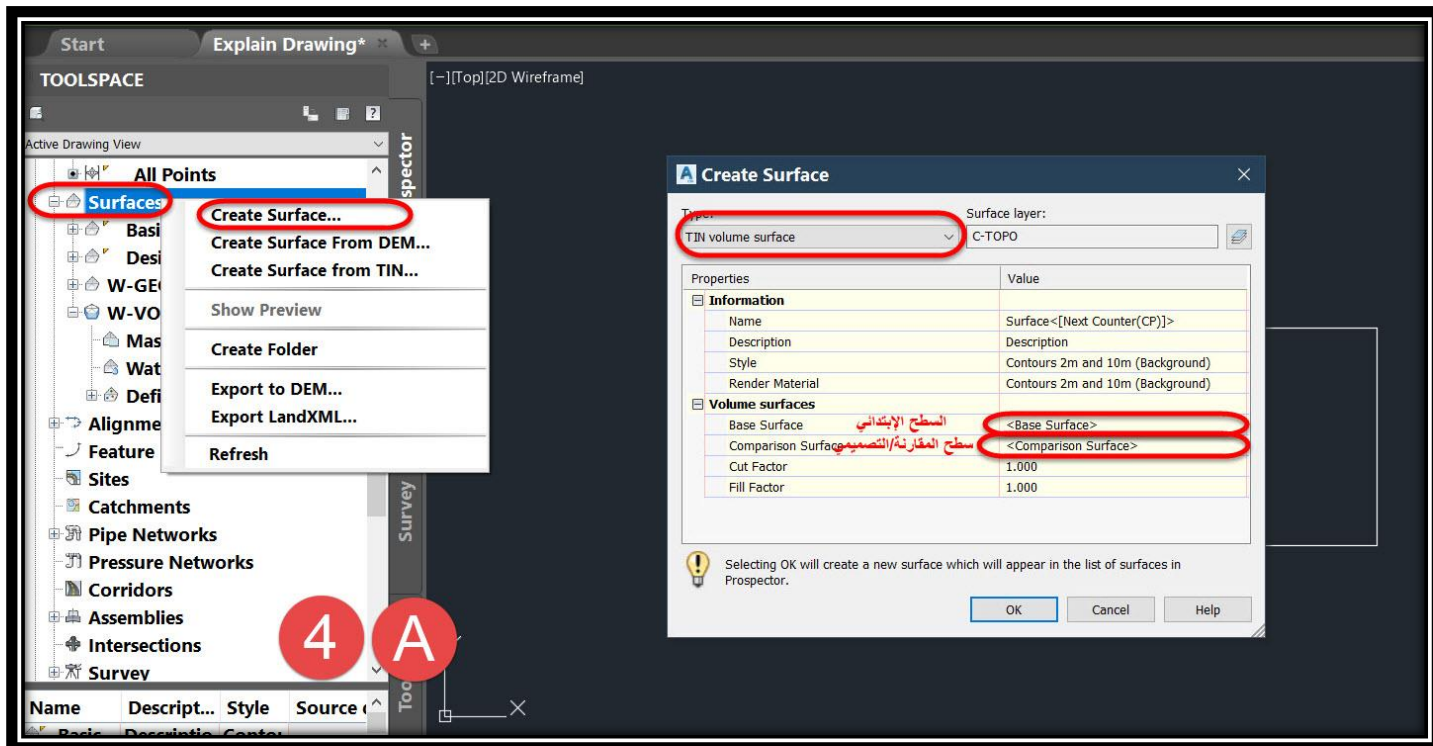 Start
Explain Drawing*
TOOLSPACE
[-][Top][2D Wireframe]
Active Drawing View
All Points
Surfaces
Basi
Desi
W-GE
W-VO
Mas
Wat
Defi
Alignme
Feature
Sites
Catchments
Pipe Networks
Pressure Networks
Corridors
Assemblies
Intersections
Survey
Name Descript... Style Source
Create Surface...
Create Surface From DEM...
Create Surface from TIN...
Show Preview
Create Folder
Export to DEM...
Export LandXML...
Refresh
spector
Survey
Too
4 A
X
Create Surface
Type:
Surface layer:
TIN volume surface
C-TOPO
Properties Value
Information
Name Surface<[Next Counter(CP)]>
Description Description
Style Contours 2m and 10m (Background)
Render Material Contours 2m and 10m (Background)
Volume surfaces
Base Surface السطح الإبتدائي <Base Surface>
Comparison Surface سطح المقارنة/التصميمي <Comparison Surface>
Cut Factor 1.000
Fill Factor 1.000
Selecting OK will create a new surface which will appear in the list of surfaces in
Prospector.
OK Cancel Help